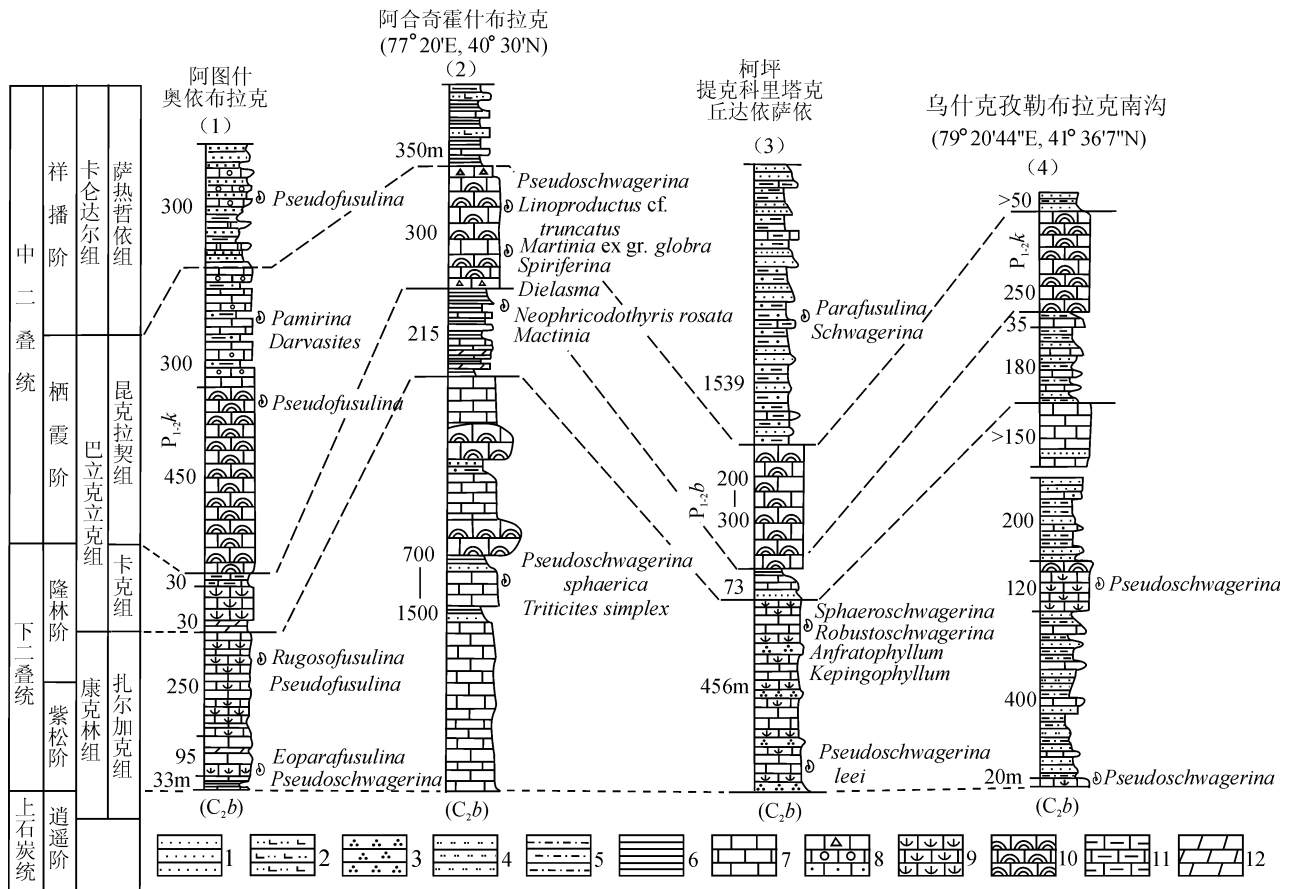 阿图什
奥依布拉克
(1)
阿合奇霍什布拉克
(77°20'E, 40°30'N)
(2)
柯坪
提克科里塔克
丘达依萨依
(3)
乌什克孜勒布拉克南沟
(79°20'44"E, 41°36'7"N)
(4)
中二叠统
下二叠统
上石炭统
祥播阶
栖霞阶
隆林阶
紫松阶
逍遥阶
卡仑达尔组
巴立克立克组
康克林组
萨热哲依组
昆克拉契组
卡克组
扎尔加克组
300
300
P1-2k
450
30
30
250
95
33m
Pseudofusulina
Pamirina
Darvasites
Pseudofusulina
Rugosofusulina
Pseudofusulina
Eoparafusulina
Pseudoschwagerina
(C2b)
350m
300
215
700
1500
Pseudoschwagerina
Linoproductus cf.
truncatus
Martinia ex gr. globra
Spiriferina
Dielasma
Neophricodothyris rosata
Mactinia
Pseudoschwagerina
sphaerica
Triticites simplex
(C2b)
1539
P1-2b
200
300
73
456m
Parafusulina
Schwagerina
Sphaeroschwagerina
Robustoschwagerina
Anfratophyllum
Kepingophyllum
Pseudoschwagerina
leei
(C2b)
>50
P1-2k
250
35
180
>150
200
120
400
20m
Pseudoschwagerina
Pseudoschwagerina
(C2b)
1 2 3 4 5 6 7 8 9 10 11 12